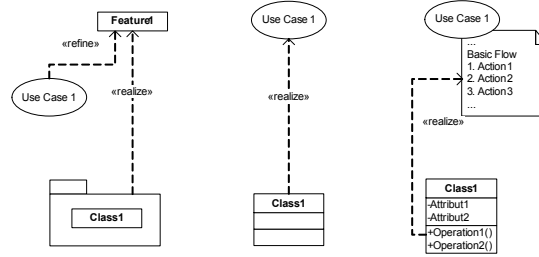 Feature1
«refine»
Use Case 1
«realize»
Class1
Use Case 1
«realize»
Class1
Use Case 1
...
Basic Flow
1. Action1
2. Action2
3. Action3
...
«realize»
Class1
-Attribut1
-Attribut2
+Operation1()
+Operation2()